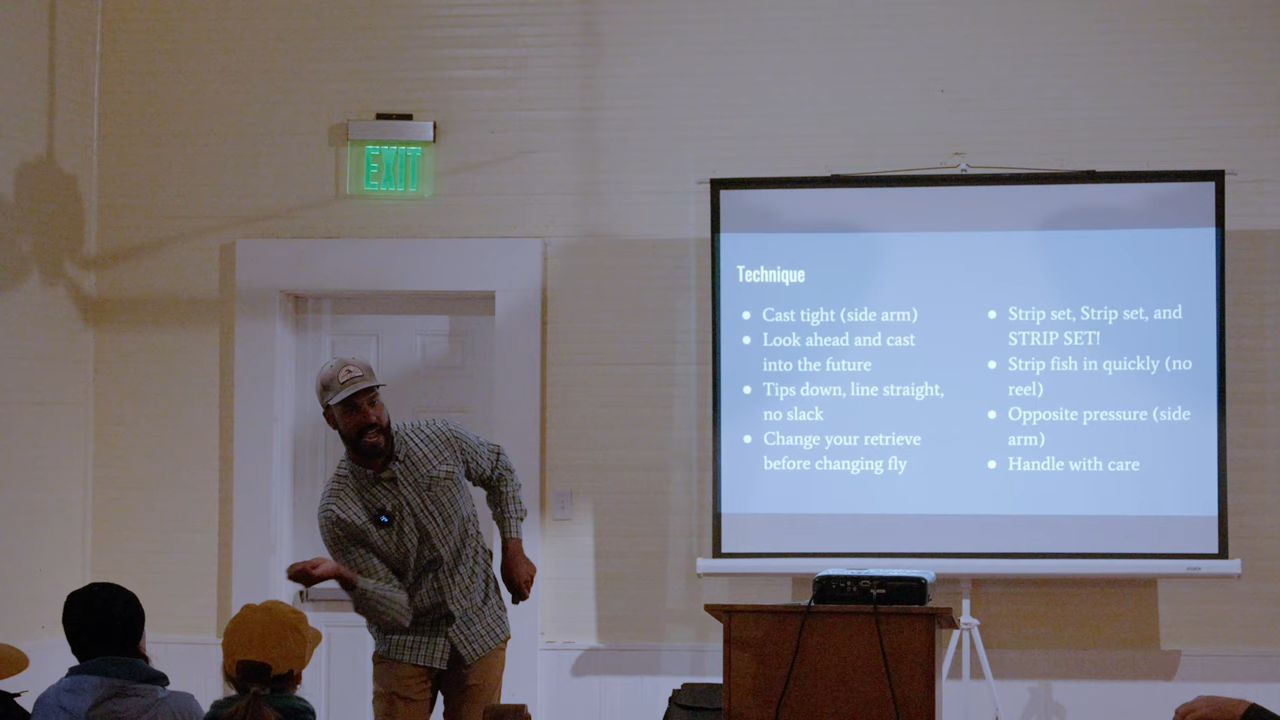 EXIT
Technique
● Cast tight (side arm)
● Look ahead and cast
into the future
● Tips down, line straight,
no slack
● Change your retrieve
before changing fly
● Strip set, Strip set, and
STRIP SET!
● Strip fish in quickly (no
reel)
● Opposite pressure (side
arm)
● Handle with care